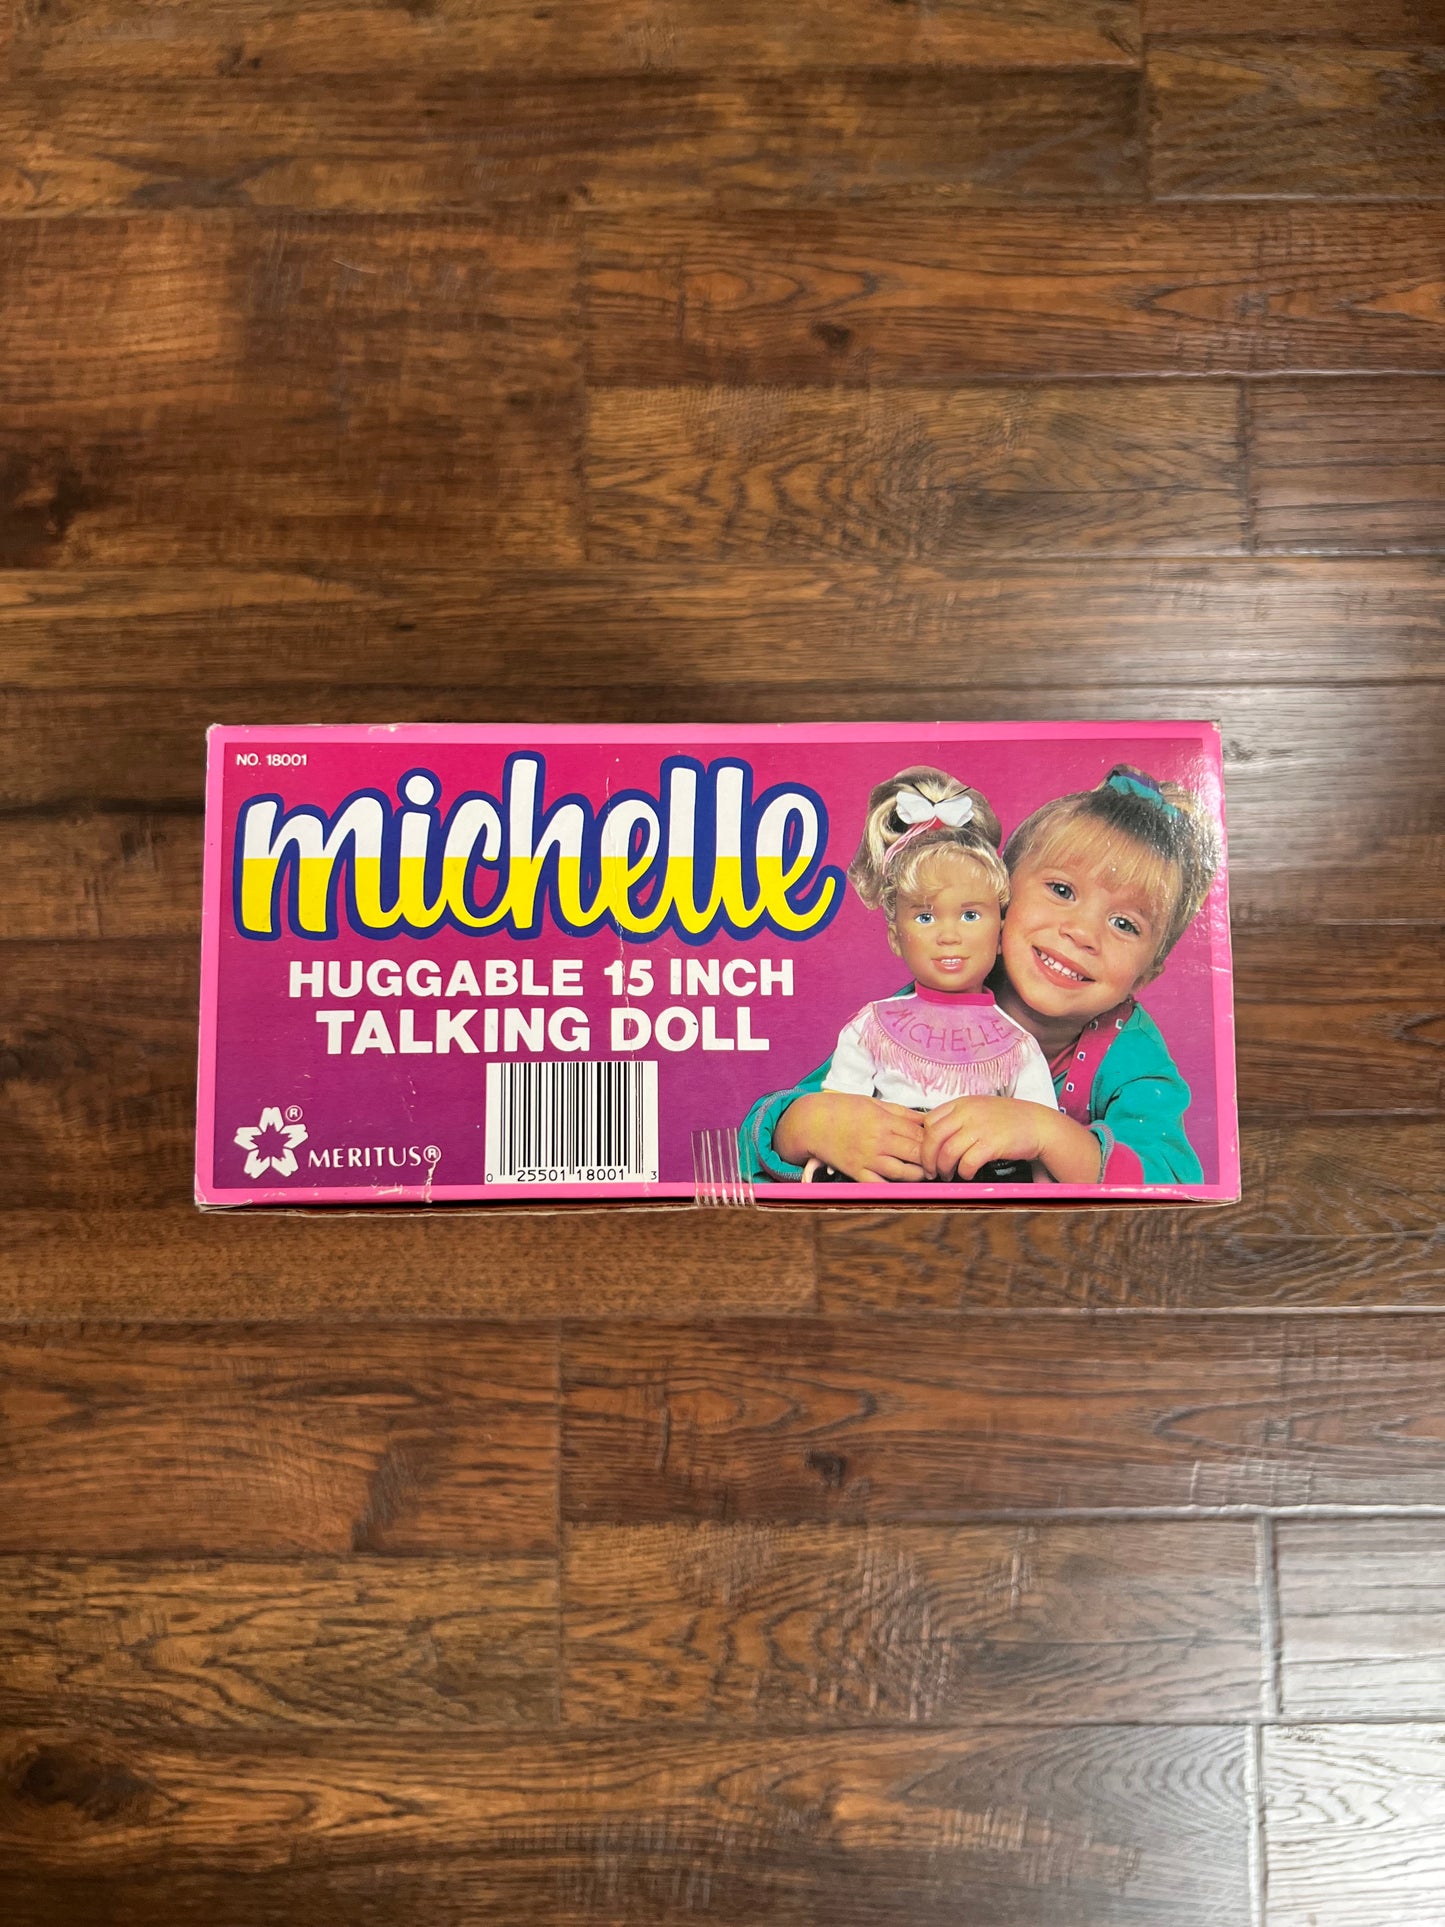 NO. 18001
michelle
HUGGABLE 15 INCH
TALKING DOLL
MICHELLE
®
MERITUS®
0 25501 18001 3